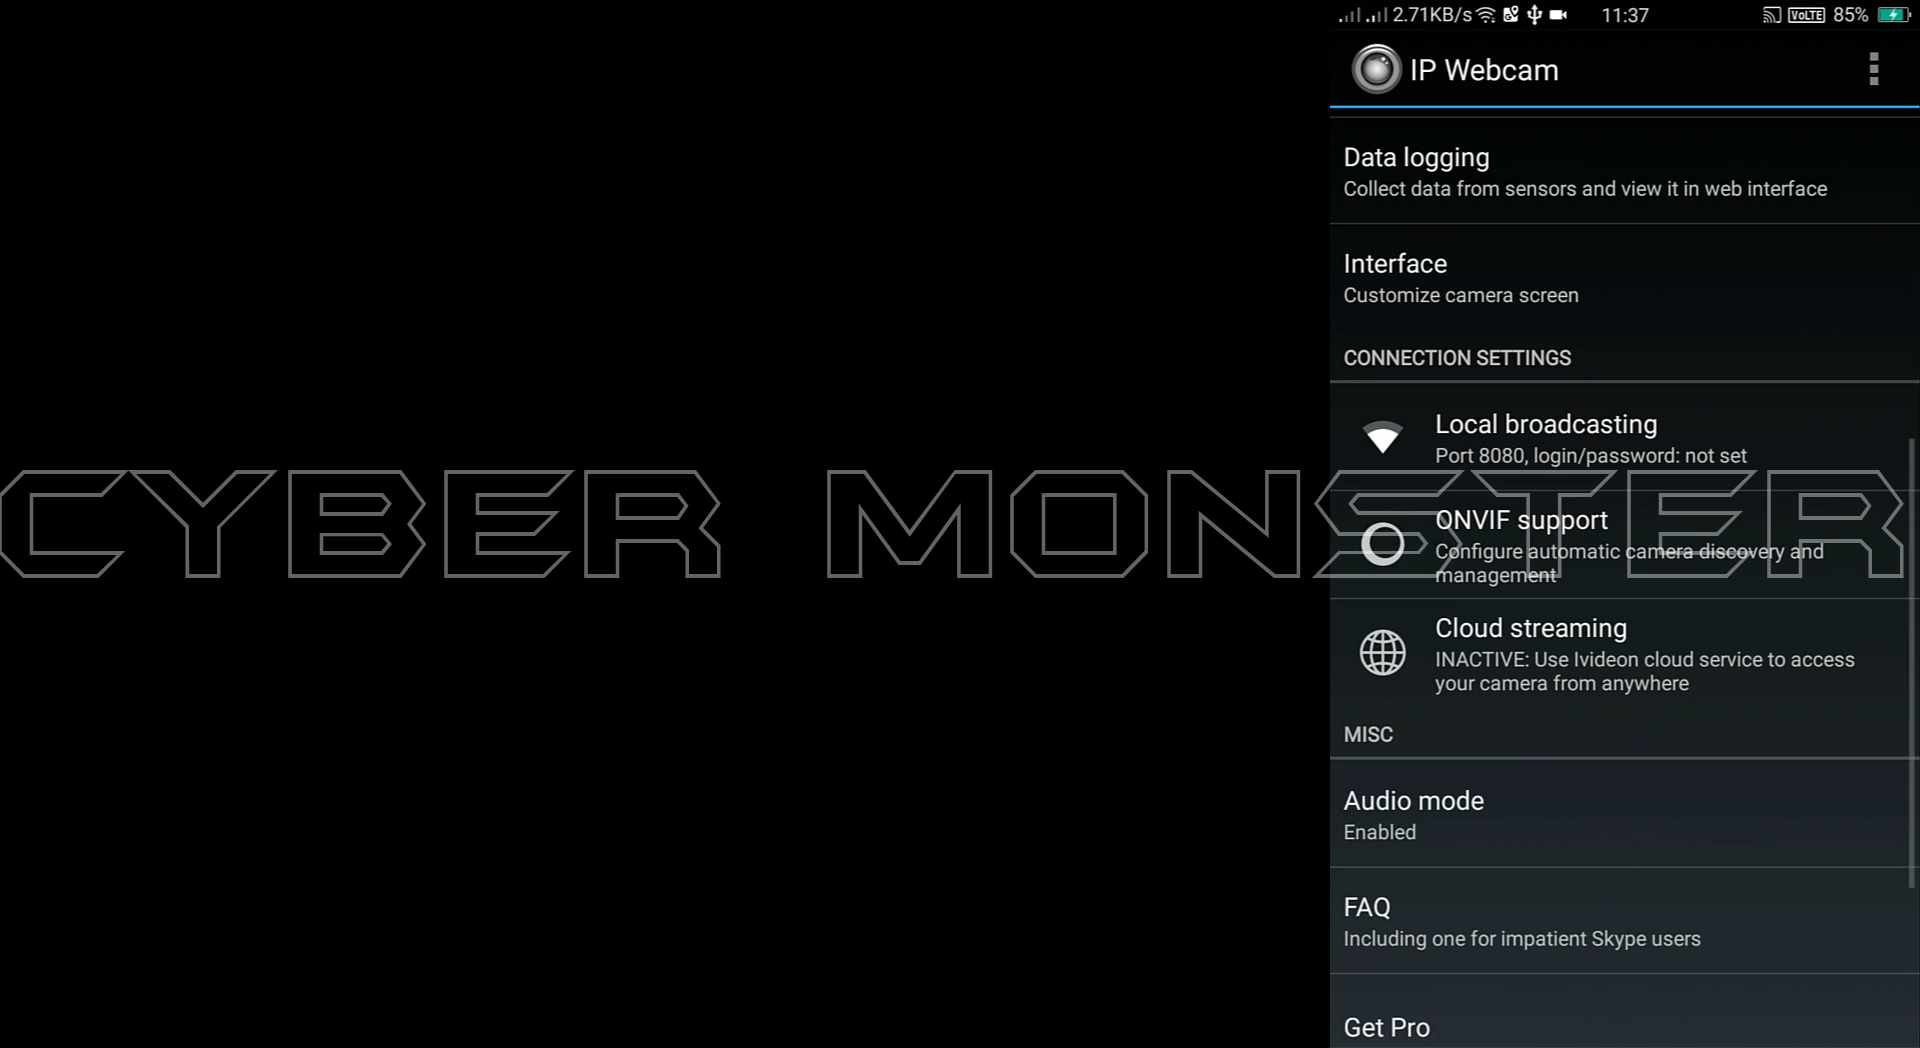 2.71KB/s 11:37 VoLTE 85%
IP Webcam
Data logging
Collect data from sensors and view it in web interface
Interface
Customize camera screen
CONNECTION SETTINGS
Local broadcasting
Port 8080, login/password: not set
CYBER MONSTER
ONVIF support
Configure automatic camera discovery and
management
Cloud streaming
INACTIVE: Use Ivideon cloud service to access
your camera from anywhere
MISC
Audio mode
Enabled
FAQ
Including one for impatient Skype users
Get Pro